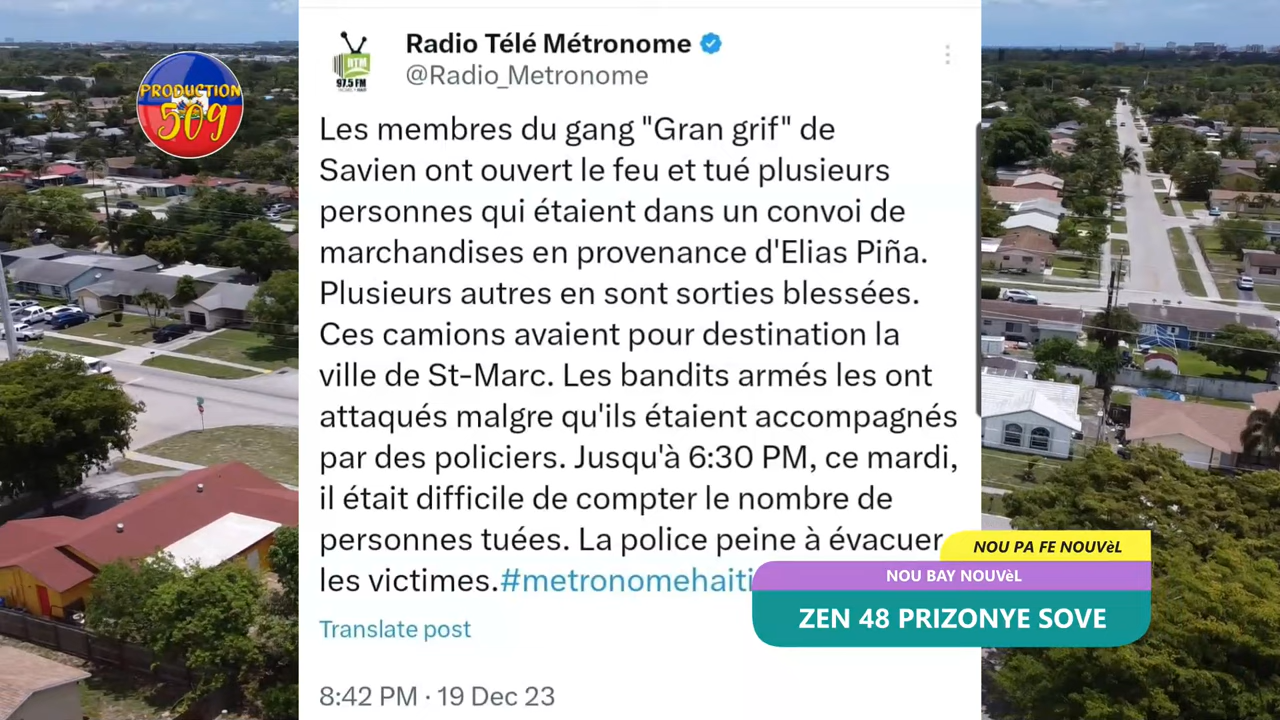 PRODUCTION
509
Radio Télé Métronome
@Radio_Metronome
97.5 FM
Les membres du gang "Gran grif" de
Savien ont ouvert le feu et tué plusieurs
personnes qui étaient dans un convoi de
marchandises en provenance d'Elias Piña.
Plusieurs autres en sont sorties blessées.
Ces camions avaient pour destination la
ville de St-Marc. Les bandits armés les ont
attaqués malgre qu'ils étaient accompagnés
par des policiers. Jusqu'à 6:30 PM, ce mardi,
il était difficile de compter le nombre de
personnes tuées. La police peine à évacuer
les victimes.#metronomehaiti
Translate post
8:42 PM · 19 Dec 23
NOU PA FE NOUVèL
NOU BAY NOUVèL
ZEN 48 PRIZONYE SOVE